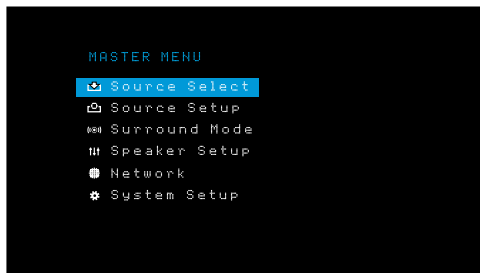 MASTER MENU
Source Select
Source Setup
Surround Mode
Speaker Setup
Network
System Setup